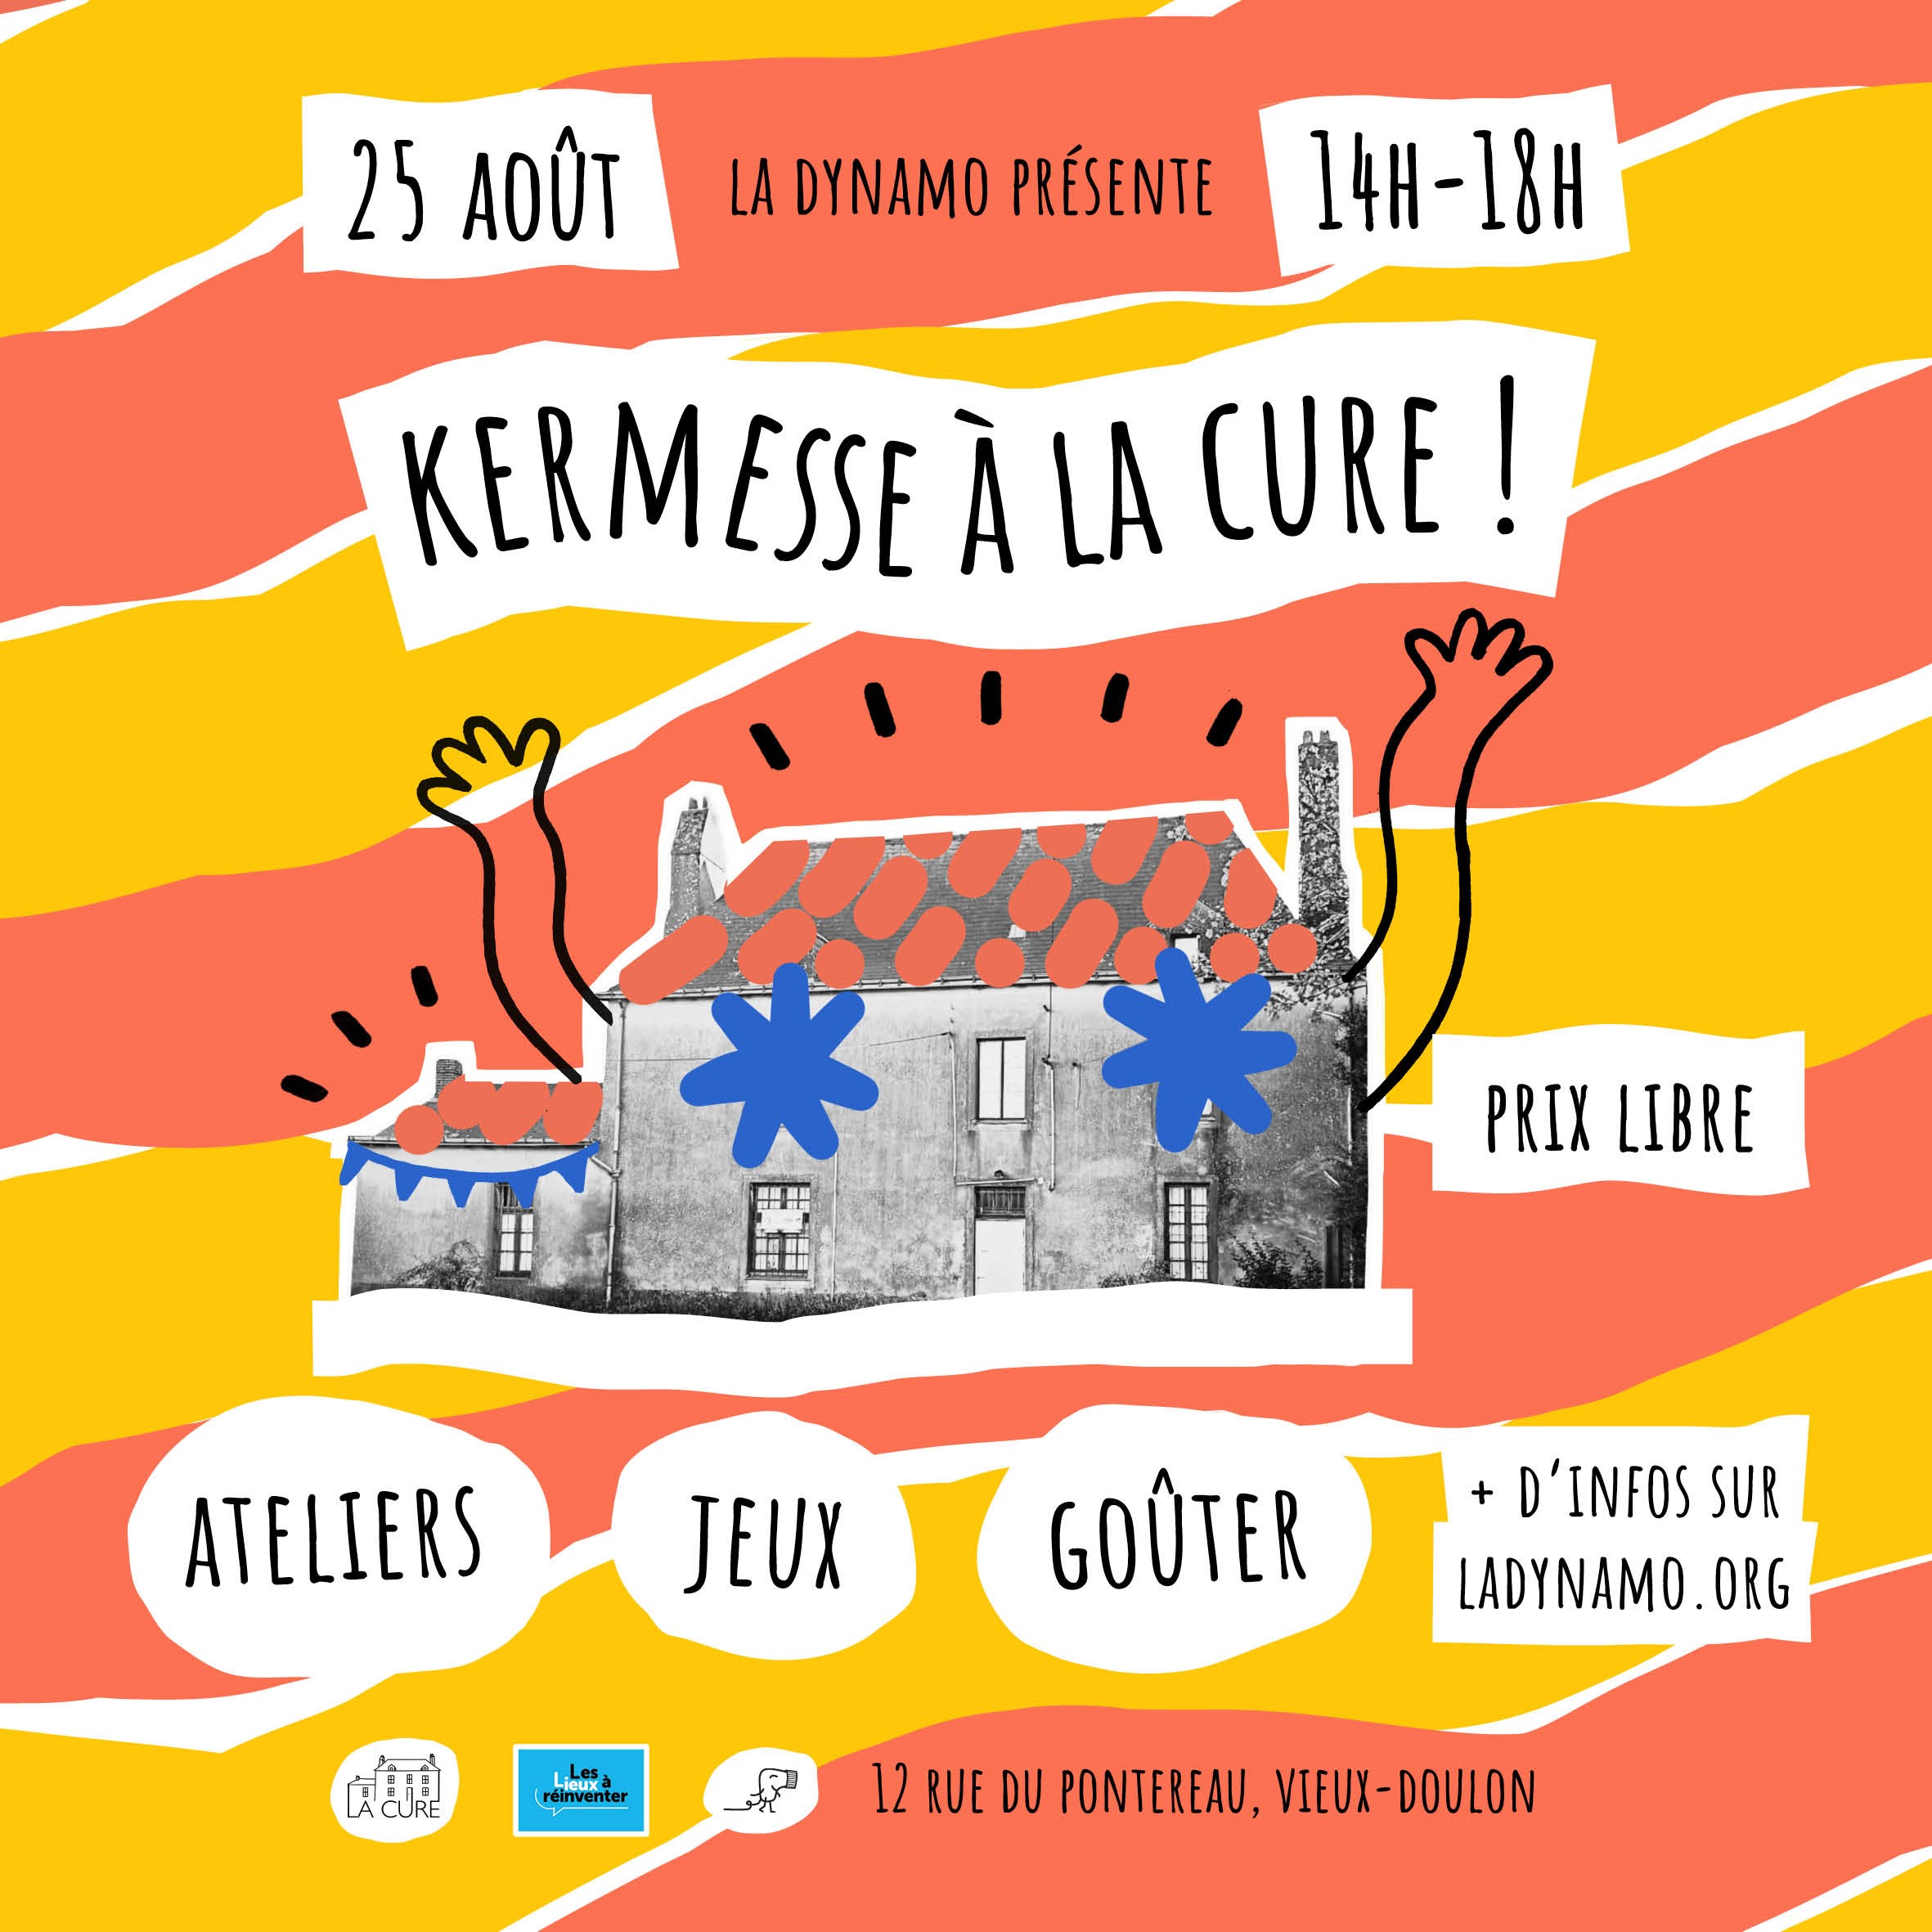 25 AOÛT
LA DYNAMO PRÉSENTE
14H-18H
KERMESSE À LA CURE !
PRIX LIBRE
ATELIERS
JEUX
GOÛTER
+ D'INFOS SUR
LADYNAMO.ORG
LA CURE
Les
Lieux à
réinventer
12 RUE DU PONTEREAU, VIEUX-DOULON